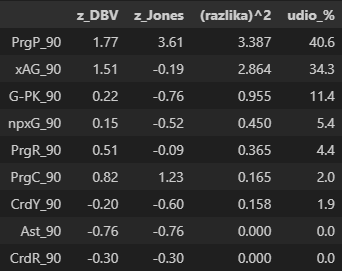 z_DBV z_Jones (razlika)^2 udio_%
PrgP_90 1.77 3.61 3.387 40.6
xAG_90 1.51 -0.19 2.864 34.3
G-PK_90 0.22 -0.76 0.955 11.4
npxG_90 0.15 -0.52 0.450 5.4
PrgR_90 0.51 -0.09 0.365 4.4
PrgC_90 0.82 1.23 0.165 2.0
CrdY_90 -0.20 -0.60 0.158 1.9
Ast_90 -0.76 -0.76 0.000 0.0
CrdR_90 -0.30 -0.30 0.000 0.0